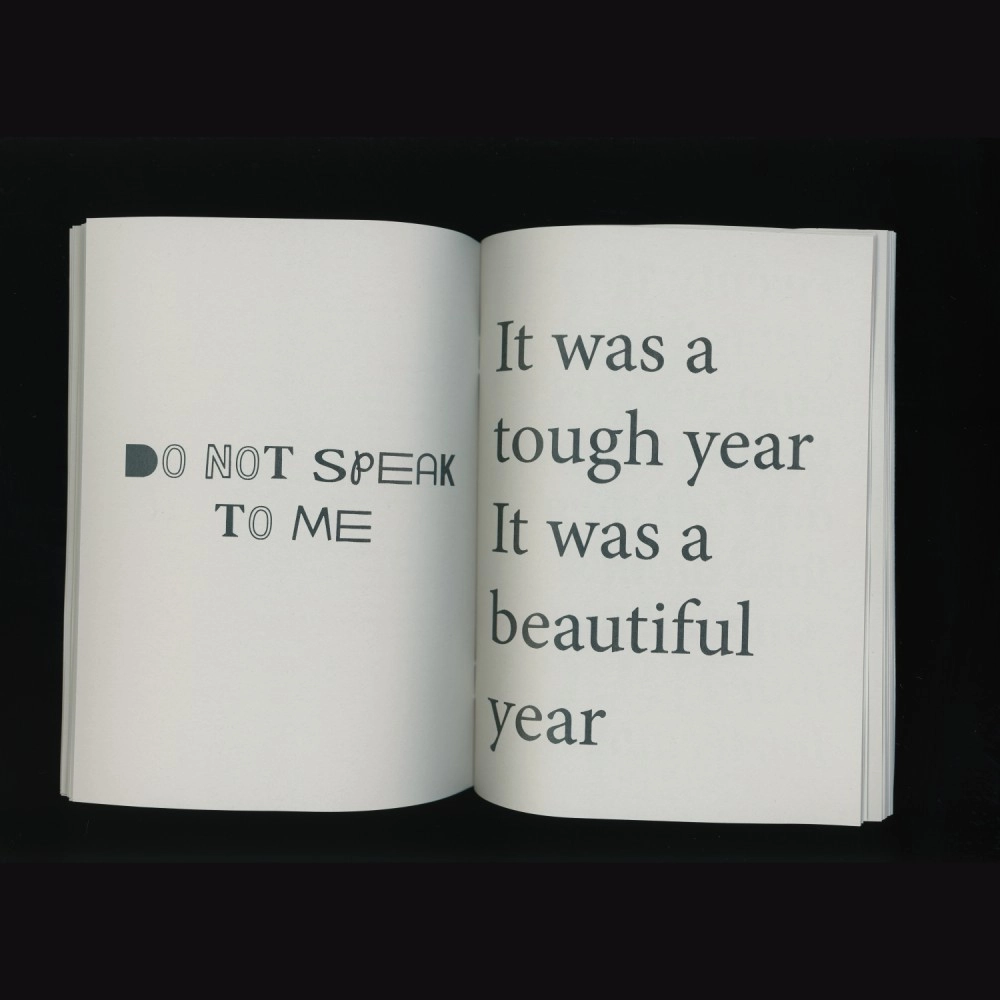 DO NOT SPEAK
TO ME
It was a
tough year
It was a
beautiful
year